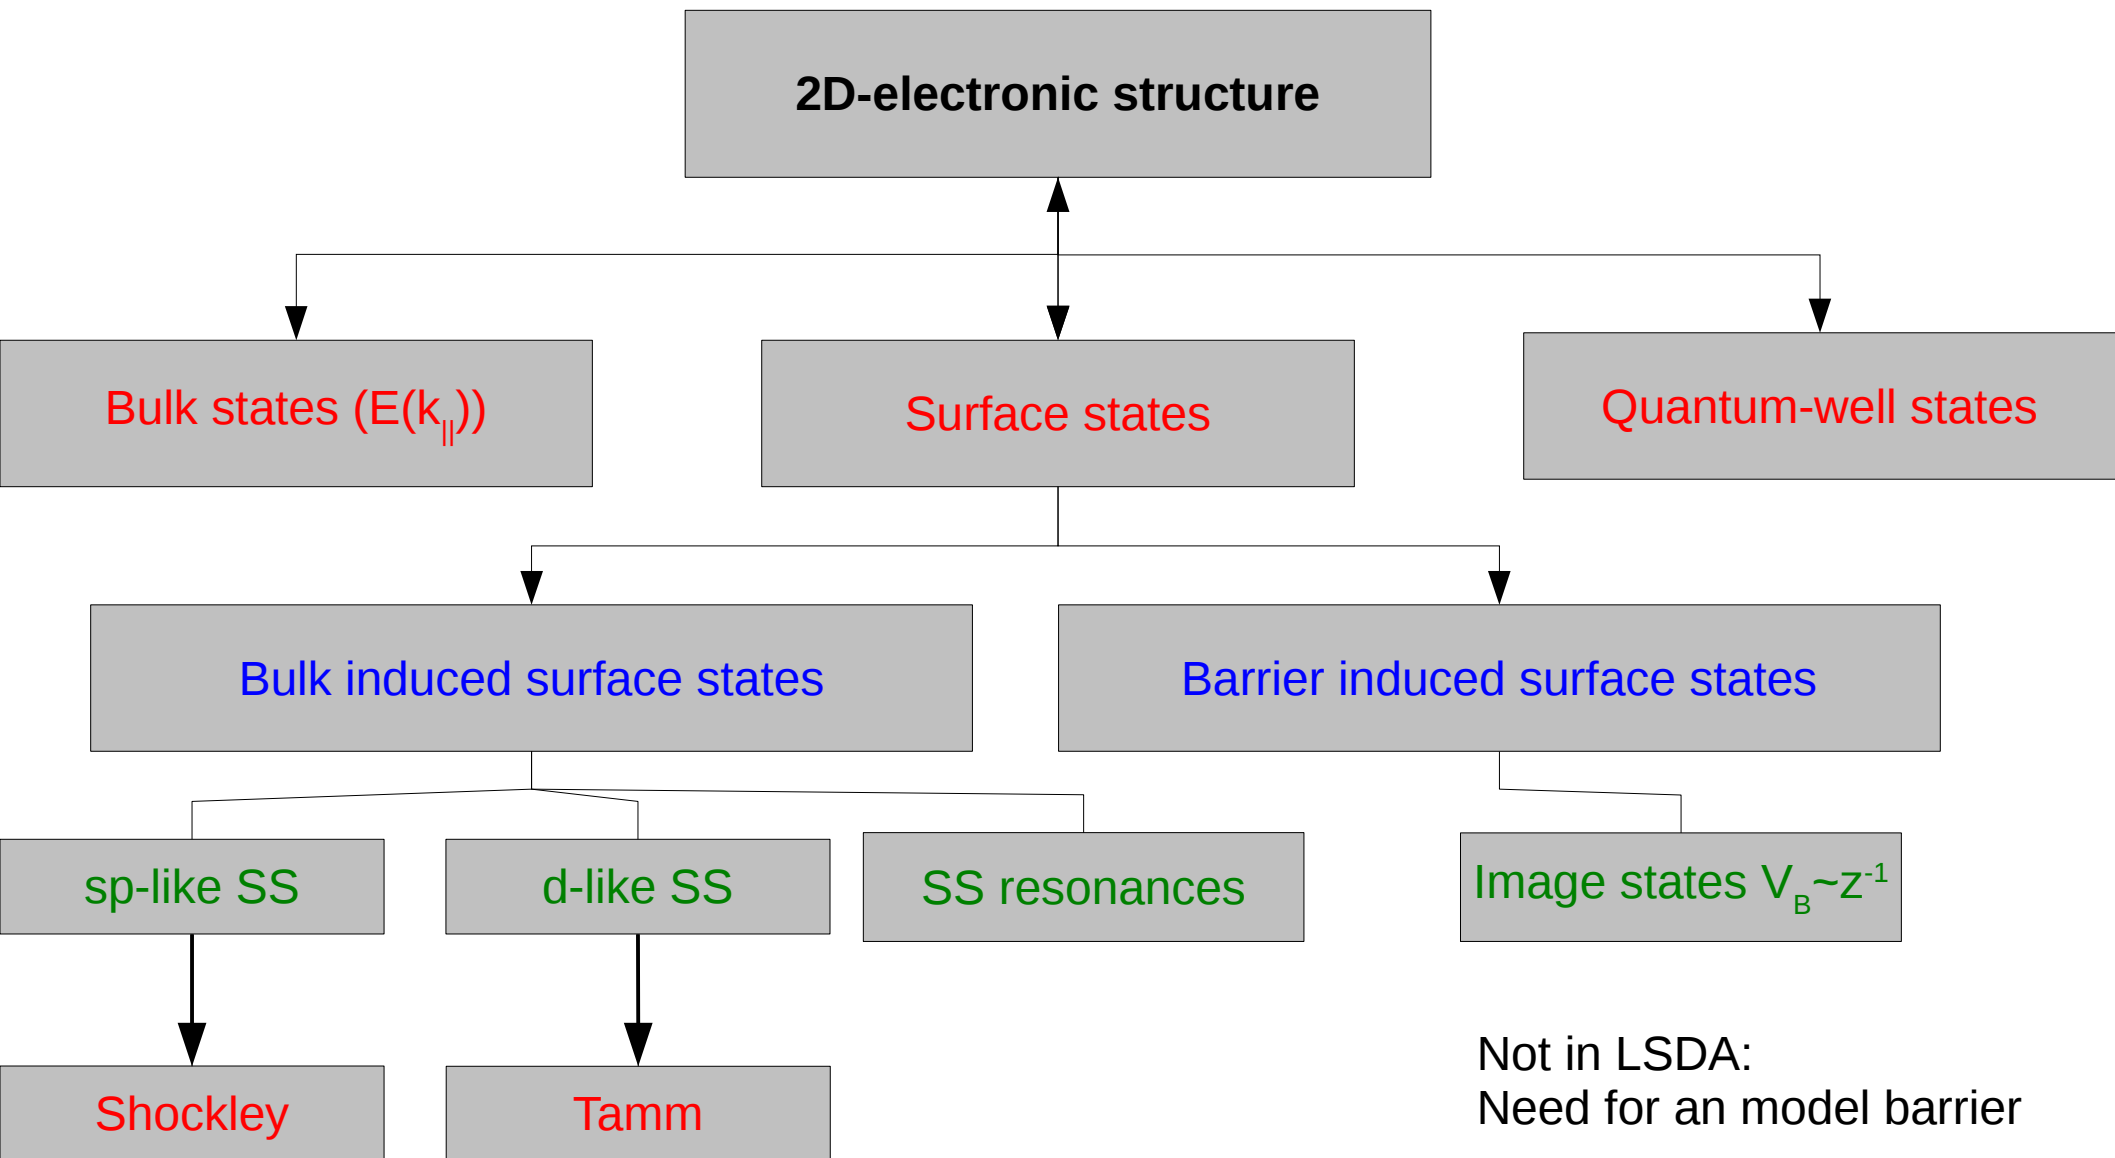 2D-electronic structure
Bulk states (E(k||))
Surface states
Quantum-well states
Bulk induced surface states
Barrier induced surface states
sp-like SS
d-like SS
SS resonances
Image states VB~z-1
Shockley
Tamm
Not in LSDA:
Need for an model barrier